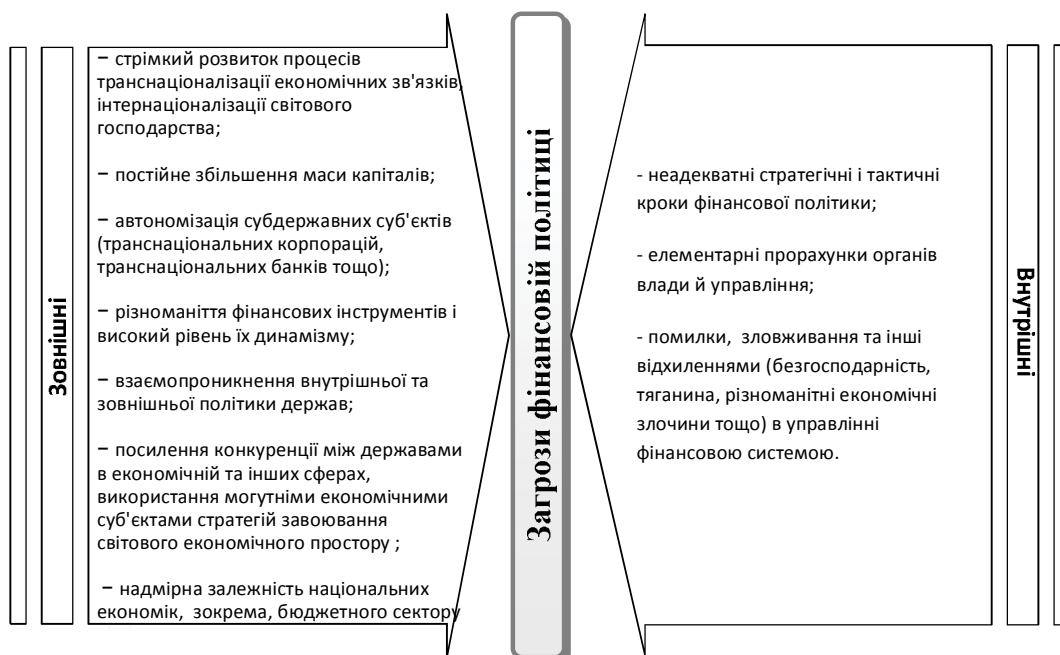 Зовнішні
− стрімкий розвиток процесів
транснаціоналізації економічних зв'язків,
інтернаціоналізації світового
господарства;
− постійне збільшення маси капіталів;
− автономізація субдержавних суб'єктів
(транснаціональних корпорацій,
транснаціональних банків тощо);
− різноманіття фінансових інструментів і
високий рівень їх динамізму;
− взаємопроникнення внутрішньої та
зовнішньої політики держав;
− посилення конкуренції між державами
в економічній та інших сферах,
використання могутніми економічними
суб'єктами стратегій завоювання
світового економічного простору ;
− надмірна залежність національних
економік, зокрема, бюджетного сектору
Загрози фінансовій політиці
- неадекватні стратегічні і тактичні
кроки фінансової політики;
- елементарні прорахунки органів
влади й управління;
- помилки, зловживання та інші
відхиленнями (безгосподарність,
тяганина, різноманітні економічні
злочини тощо) в управлінні
фінансовою системою.
Внутрішні